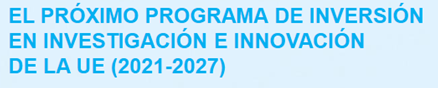 EL PRÓXIMO PROGRAMA DE INVERSIÓN
EN INVESTIGACIÓN E INNOVACIÓN
DE LA UE (2021-2027)